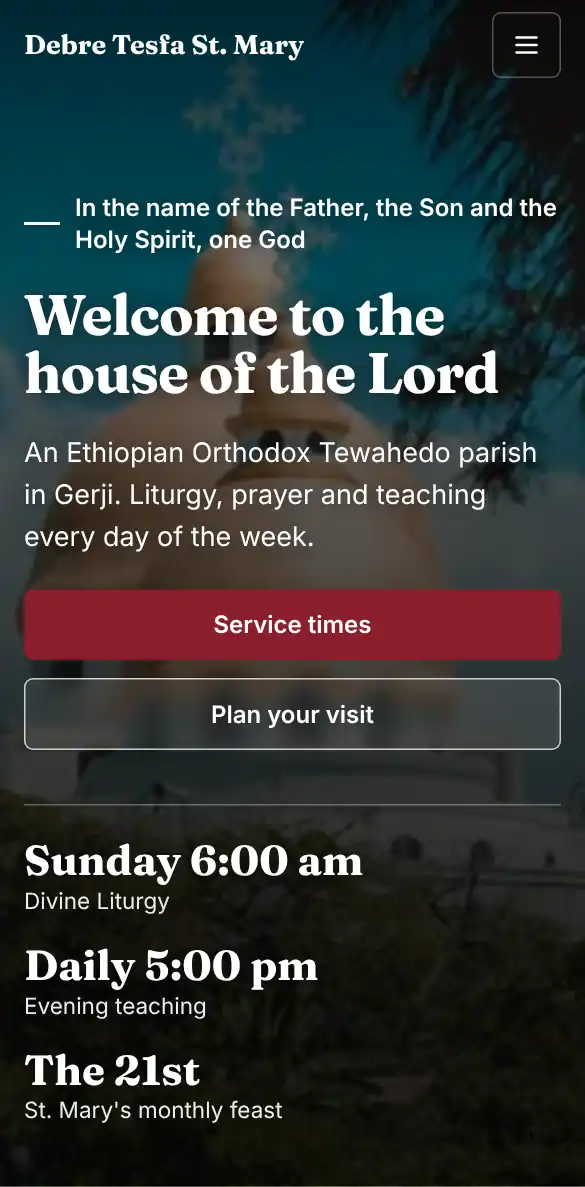 Debre Tesfa St. Mary
In the name of the Father, the Son and the
Holy Spirit, one God
Welcome to the
house of the Lord
An Ethiopian Orthodox Tewahedo parish
in Gerji. Liturgy, prayer and teaching
every day of the week.
Service times
Plan your visit
Sunday 6:00 am
Divine Liturgy
Daily 5:00 pm
Evening teaching
The 21st
St. Mary's monthly feast